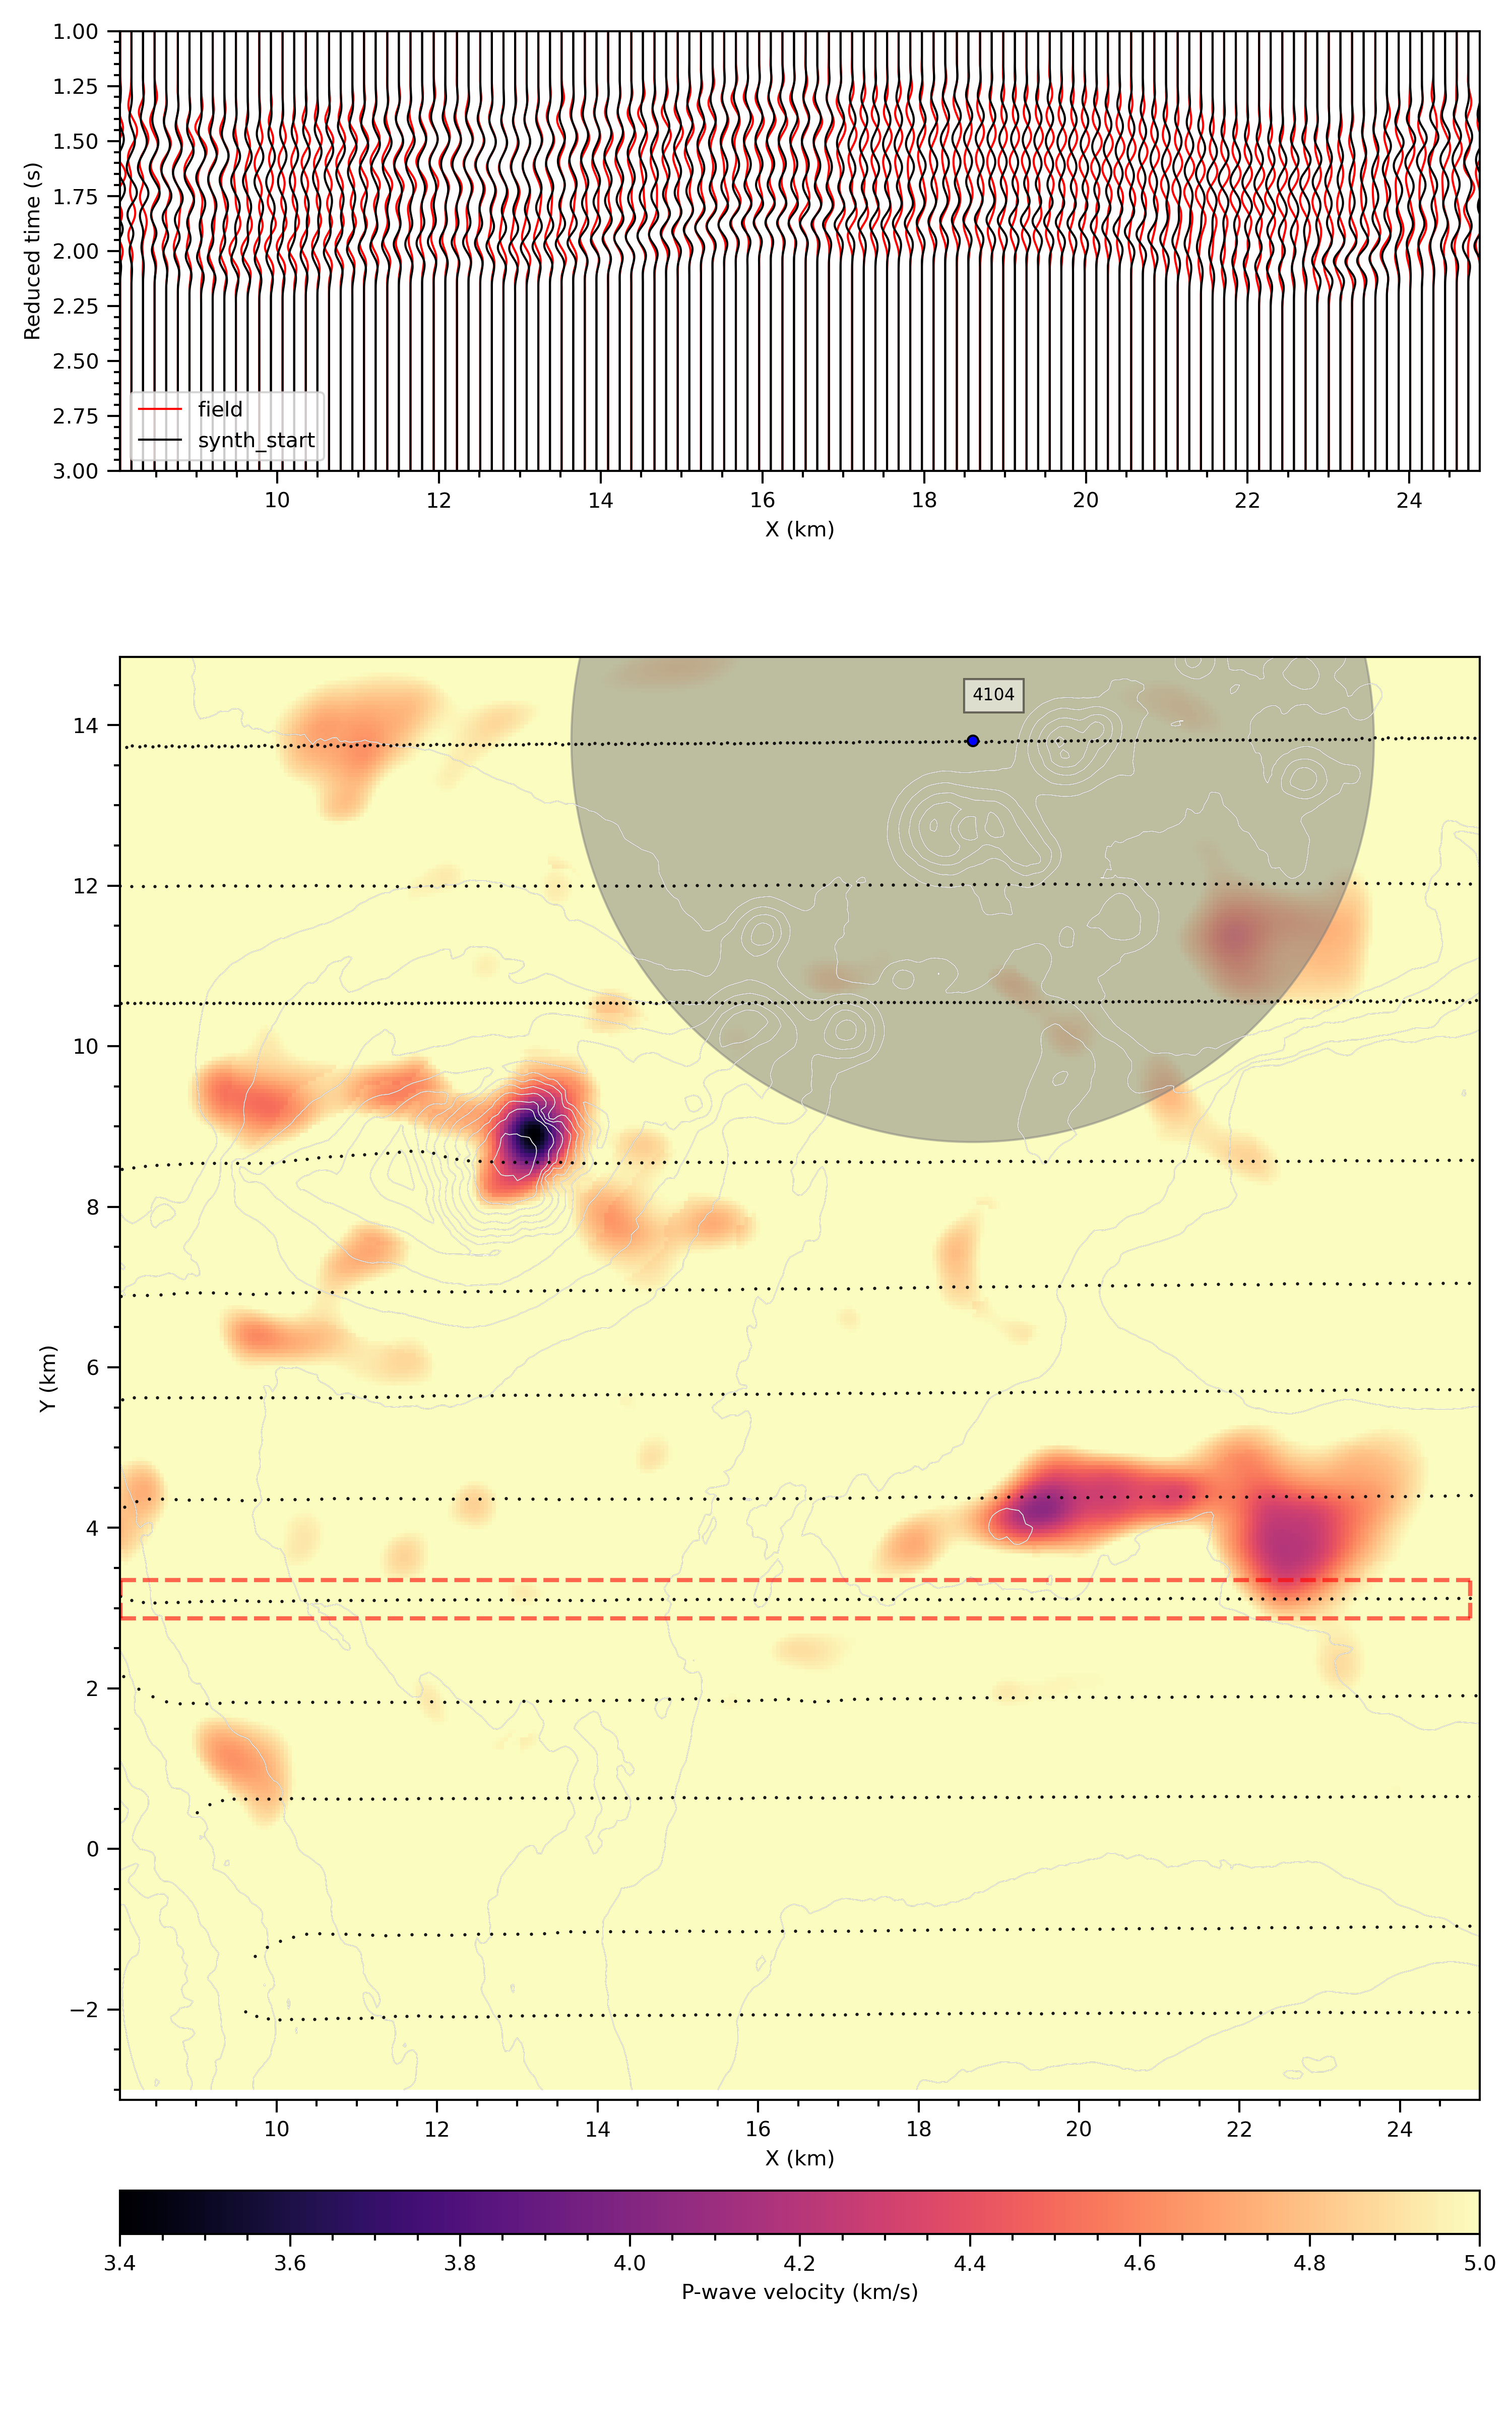 1.00
1.25
1.50
1.75
2.00
2.25
2.50
2.75
3.00
Reduced time (s)
field
synth_start
10 12 14 16 18 20 22 24
X (km)
4104
14
12
10
8
6
4
2
0
−2
Y (km)
10 12 14 16 18 20 22 24
X (km)
3.4 3.6 3.8 4.0 4.2 4.4 4.6 4.8 5.0
P-wave velocity (km/s)